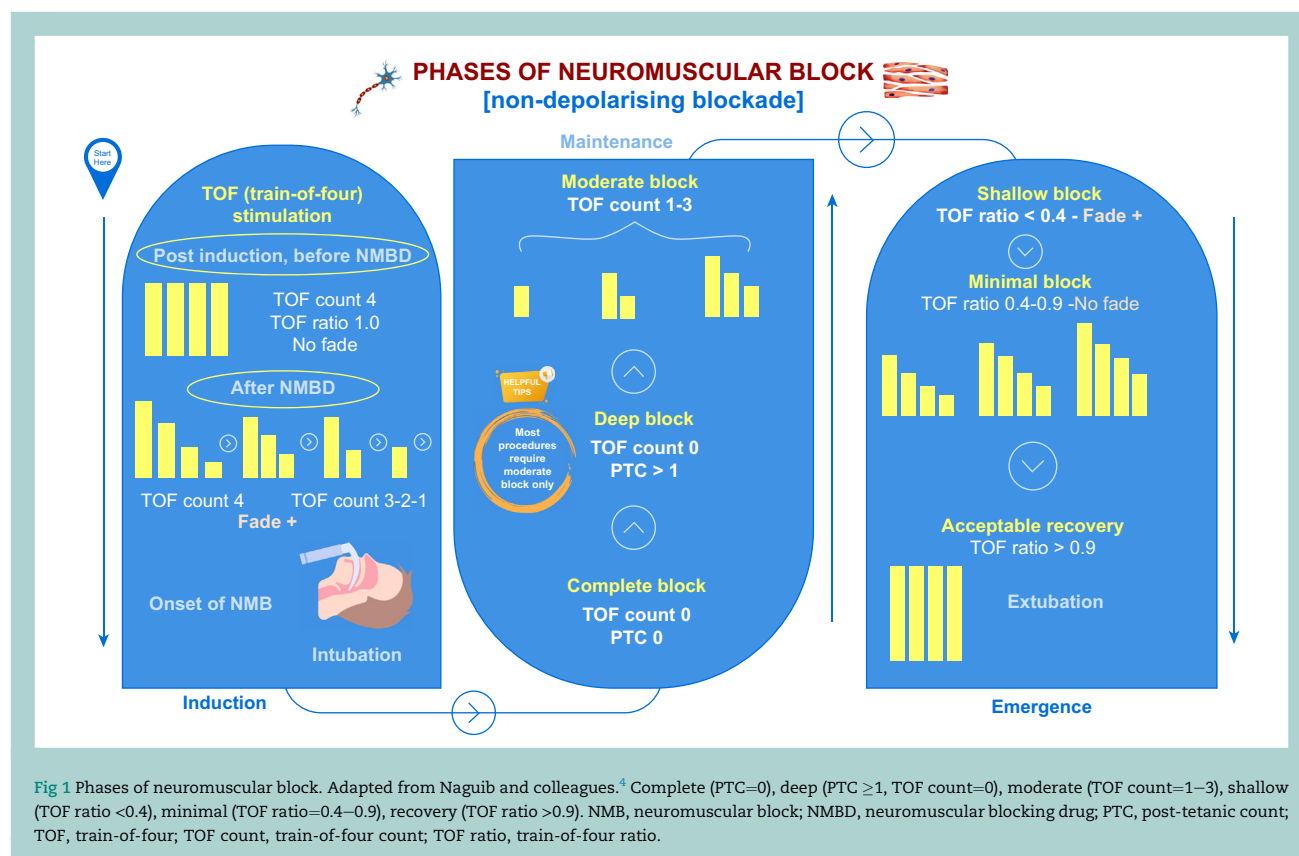 PHASES OF NEUROMUSCULAR BLOCK
[non-depolarising blockade]
Start
Here
TOF (train-of-four)
stimulation
Post induction, before NMBD
TOF count 4
TOF ratio 1.0
No fade
After NMBD
TOF count 4
TOF count 3-2-1
Fade +
Onset of NMB
Intubation
Induction
Maintenance
Moderate block
TOF count 1-3
HELPFUL
TIPS
Most
procedures
require
moderate
block only
Deep block
TOF count 0
PTC > 1
Complete block
TOF count 0
PTC 0
Shallow block
TOF ratio < 0.4 - Fade +
Minimal block
TOF ratio 0.4-0.9 -No fade
Acceptable recovery
TOF ratio > 0.9
Extubation
Emergence
Fig 1 Phases of neuromuscular block. Adapted from Naguib and colleagues.4 Complete (PTC=0), deep (PTC ≥1, TOF count=0), moderate (TOF count=1–3), shallow
(TOF ratio <0.4), minimal (TOF ratio=0.4–0.9), recovery (TOF ratio >0.9). NMB, neuromuscular block; NMBD, neuromuscular blocking drug; PTC, post-tetanic count;
TOF, train-of-four; TOF count, train-of-four count; TOF ratio, train-of-four ratio.